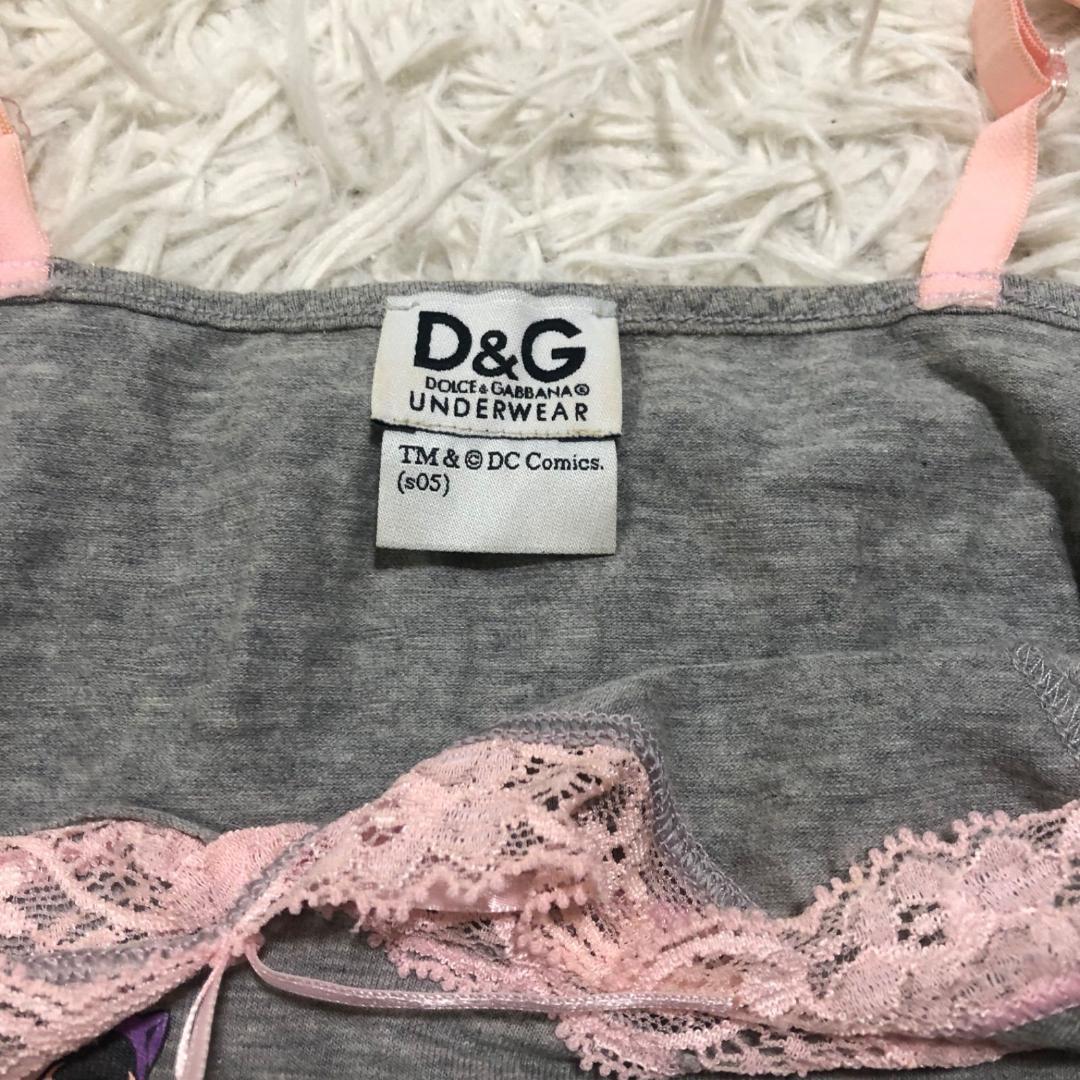 D&G
DOLCE & GABBANA®
UNDERWEAR
TM & © DC Comics.
(s05)